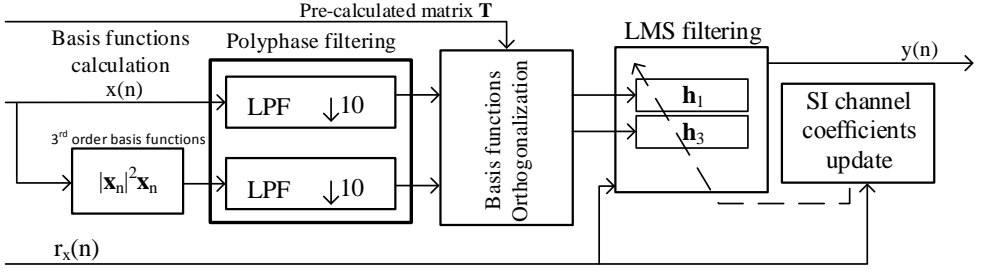 Pre-calculated matrix T
Basis functions
calculation
x(n)
3rd order basis functions
|xn|2xn
Polyphase filtering
LPF ↓10
LPF ↓10
Basis functions
Orthogonalization
LMS filtering
h1
h3
y(n)
SI channel
coefficients
update
rx(n)